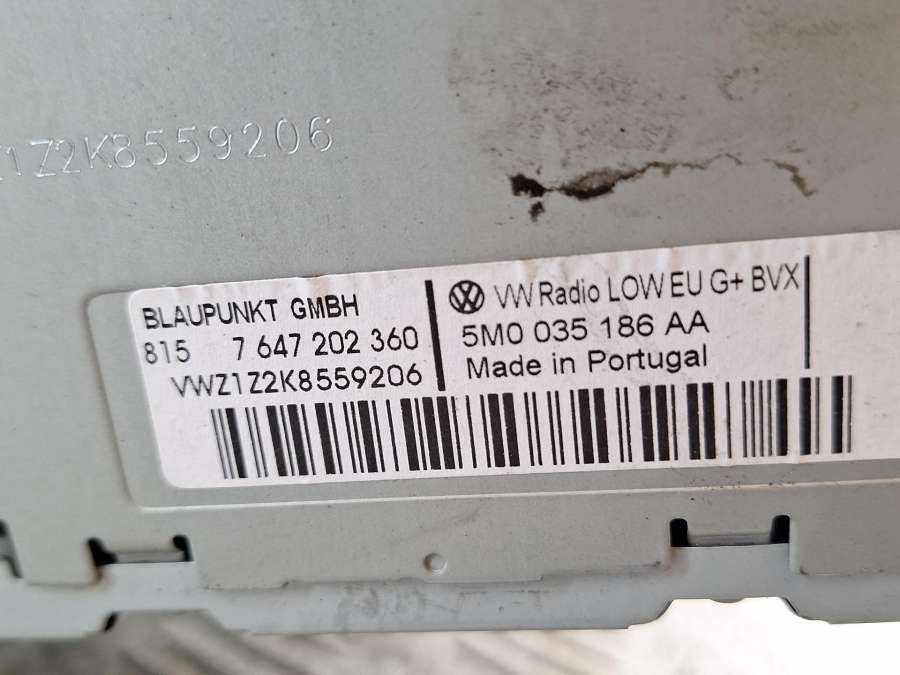 Z1Z2K8559206
BLAUPUNKT GMBH
815 7 647 202 360
VWZ1Z2K8559206
VW Radio LOW EU G+ BVX
5M0 035 186 AA
Made in Portugal